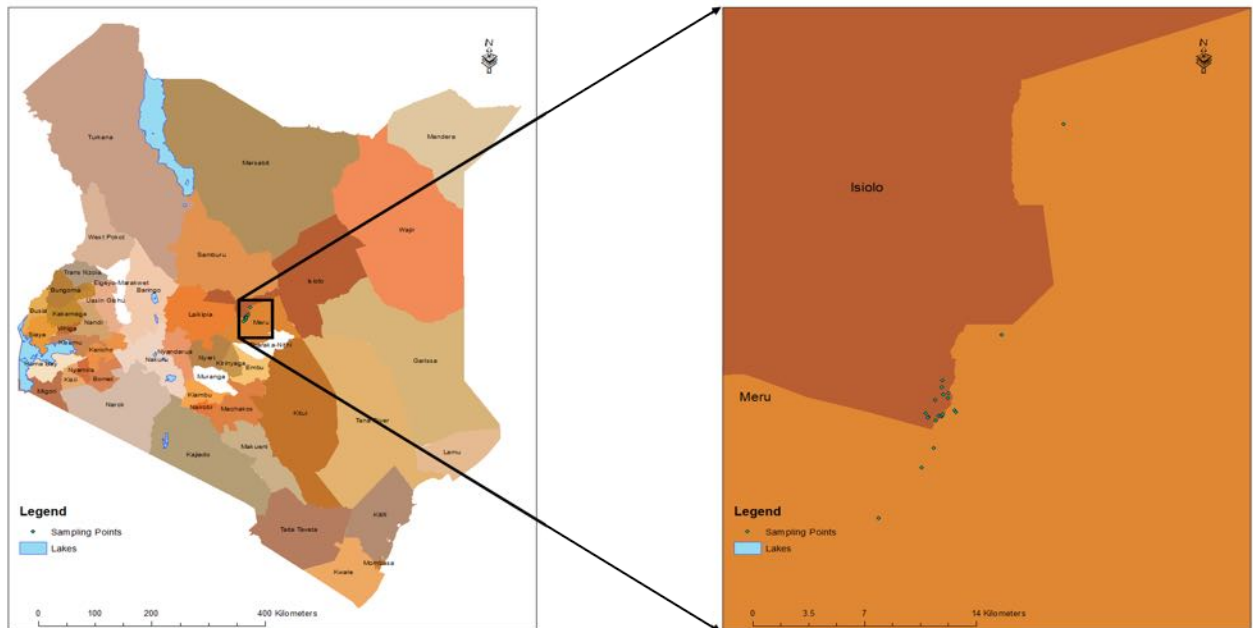 N
Turkana
Mandera
Marsabit
Wajir
West Pokot
Samburu
Trans Nzoia
Elgeyo-Marakwet
Isiolo
Bungoma
Baringo
Uasin Gishu
Busia
Kakamega
Laikipia
Meru
Nandi
Siaya
Vihiga
Kisumu
Kericho
Nyandarua
Tharaka-Nithi
Garissa
Homa Bay
Nakuru
Nyeri
Kirinyaga
Embu
Nyamira
Kisii
Bomet
Muranga
Migori
Kiambu
Narok
Nairobi
Machakos
Kitui
Tana River
Makueni
Kajiado
Lamu
Legend
Sampling Points
Lakes
Taita Taveta
Kilifi
Mombasa
Kwale
0 100 200 400 Kilometers
N
Isiolo
Meru
Legend
Sampling Points
Lakes
0 3.5 7 14 Kilometers